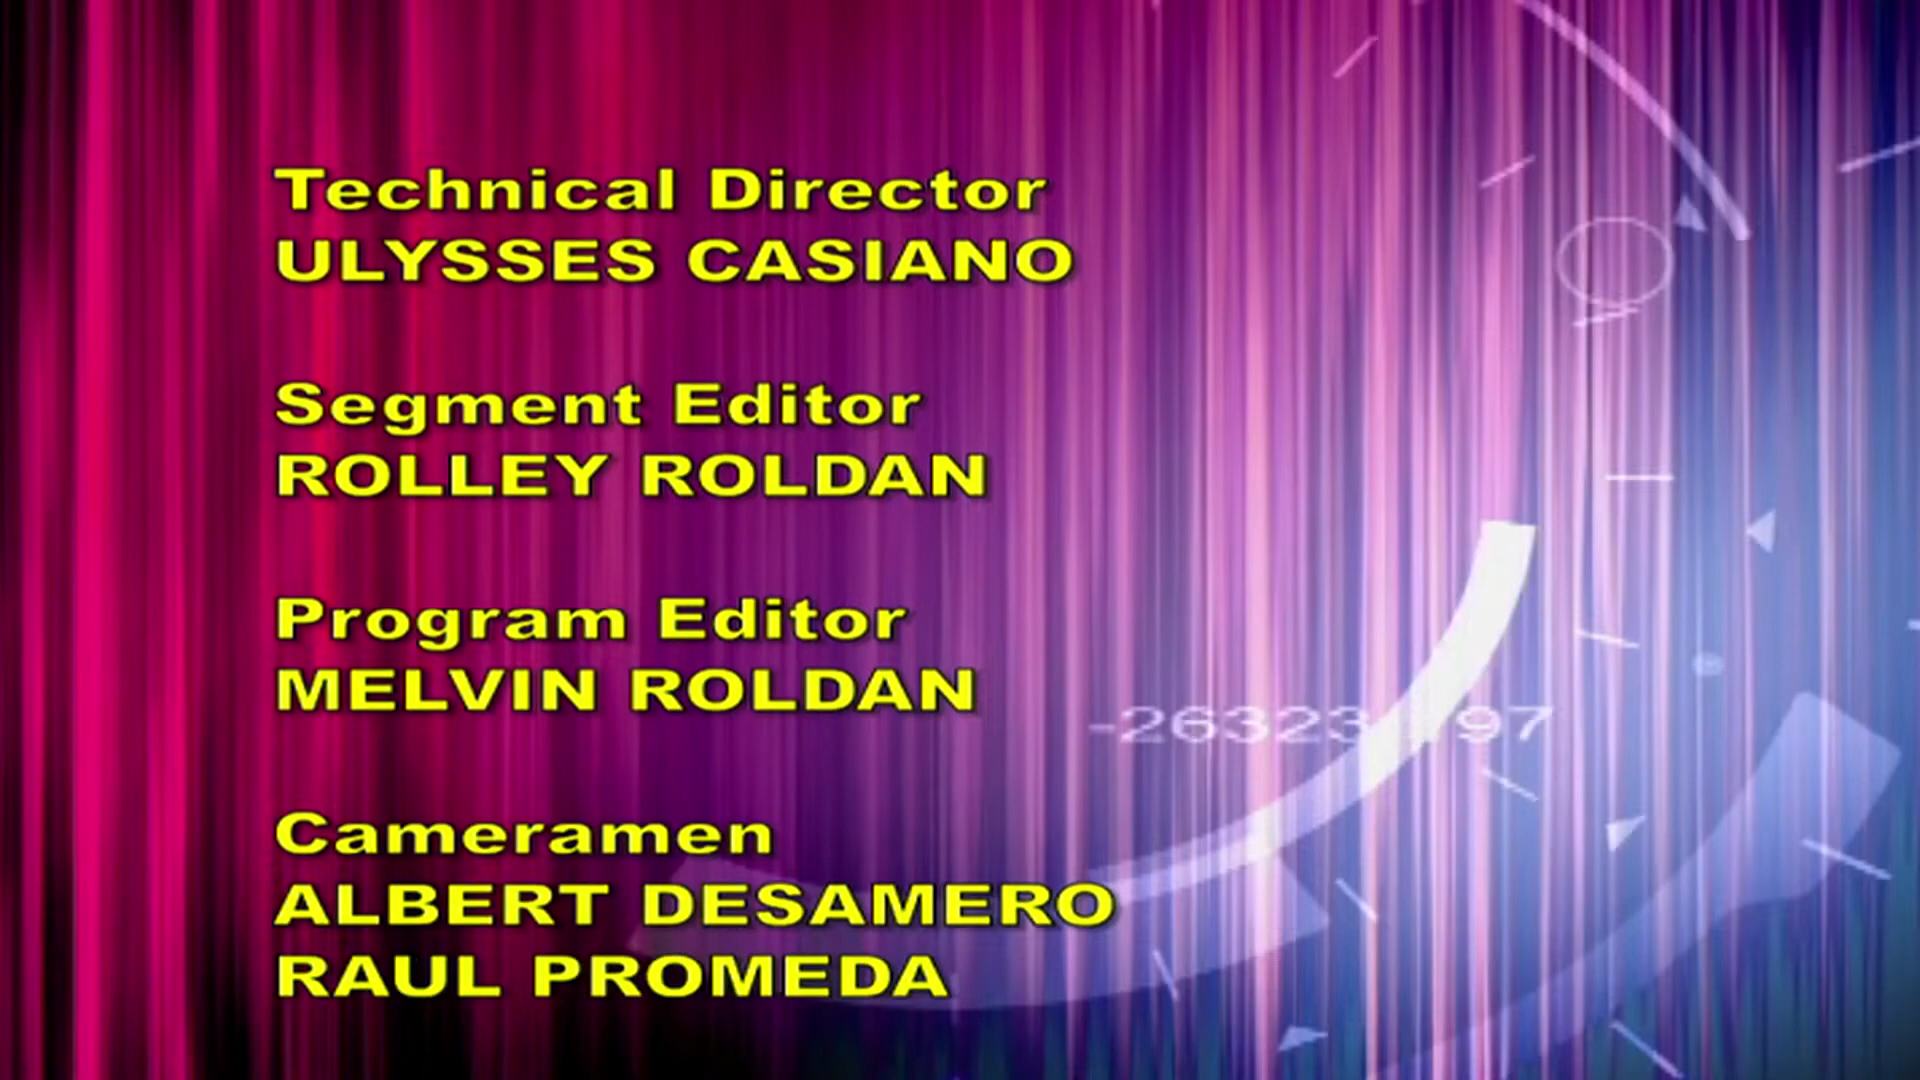 Technical Director
ULYSSES CASIANO
Segment Editor
ROLLEY ROLDAN
Program Editor
MELVIN ROLDAN
Cameramen
ALBERT DESAMERO
RAUL PROMEDA